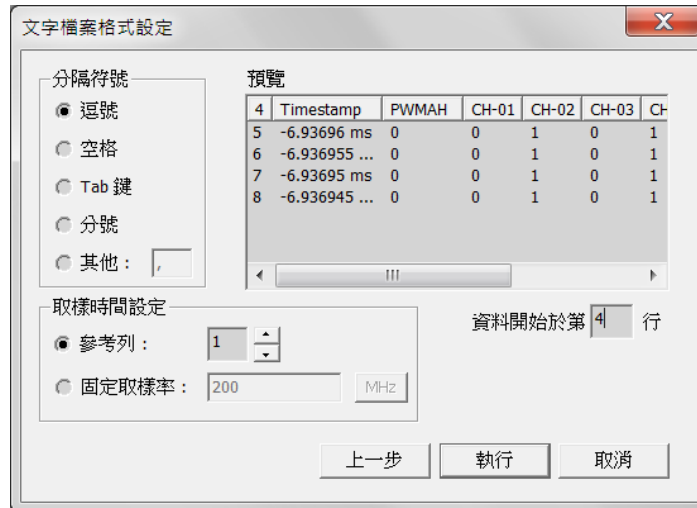 文字檔案格式設定
分隔符號
逗號
空格
Tab 鍵
分號
其他： ,
預覽
4 Timestamp PWMAH CH-01 CH-02 CH-03 CH
5 -6.93696 ms 0 0 1 0 1
6 -6.936955 ... 0 0 1 0 1
7 -6.93695 ms 0 0 1 0 1
8 -6.936945 ... 0 0 1 0 1
取樣時間設定
參考列： 1
固定取樣率： 200 MHz
資料開始於第 4 行
上一步 執行 取消